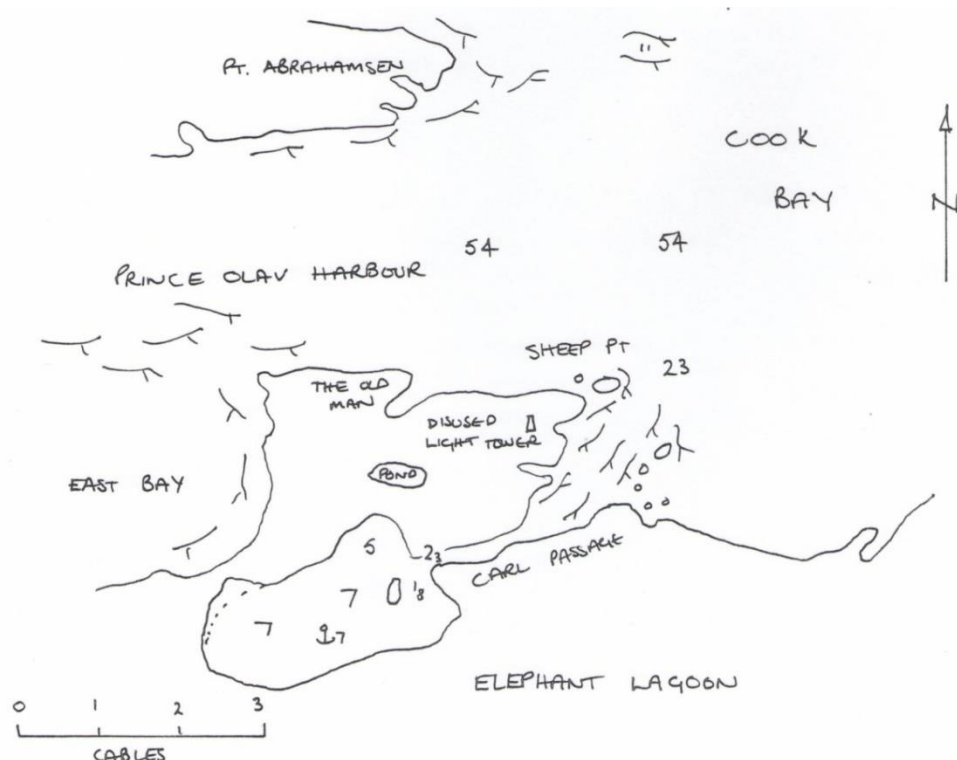 PT. ABRAHAMSEN
11
COOK
BAY
N
54 54
PRINCE OLAV HARBOUR
SHEEP PT
23
THE OLD
MAN
DISUSED
LIGHT TOWER
POND
EAST BAY
5
2₃
CARL PASSAGE
7
1₈
7
7
ELEPHANT LAGOON
0 1 2 3
CABLES